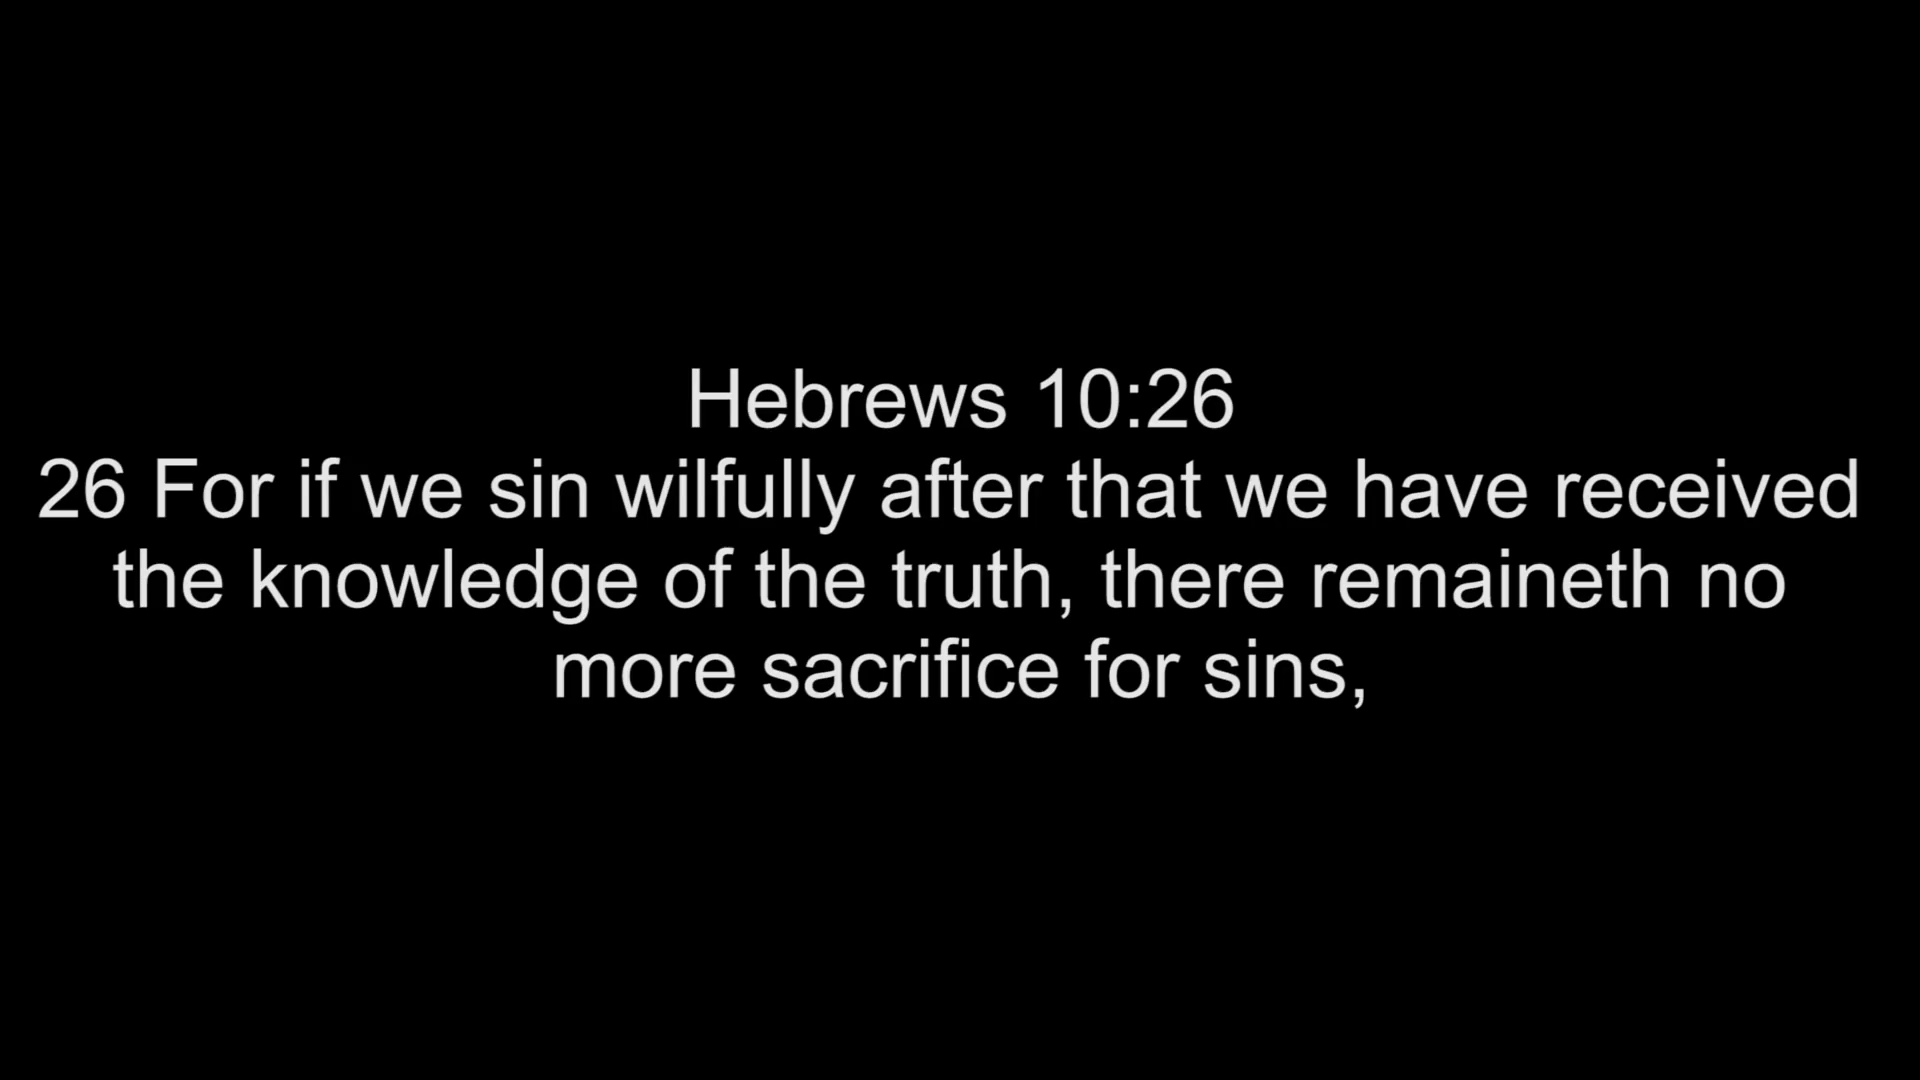 Hebrews 10:26
26 For if we sin wilfully after that we have received
the knowledge of the truth, there remaineth no
more sacrifice for sins,